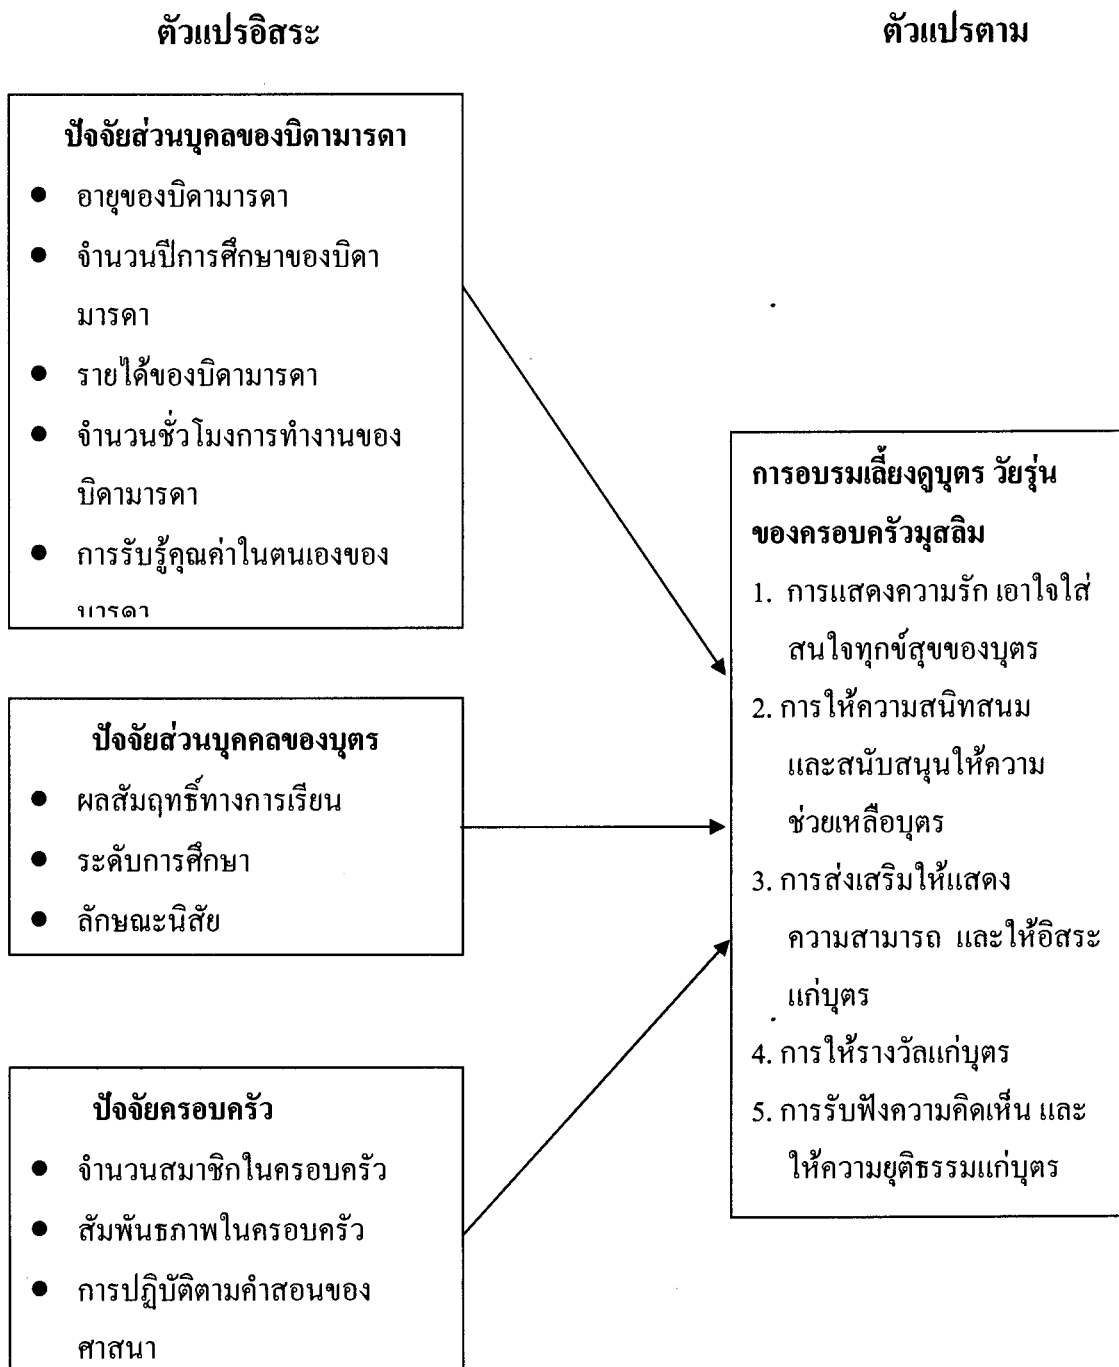 ตัวแปรอิสระ
ตัวแปรตาม
ปัจจัยส่วนบุคลของบิดามารดา
● อายุของบิดามารดา
● จำนวนปีการศึกษาของบิดา
มารดา
● รายได้ของบิดามารดา
● จำนวนชั่วโมงการทำงานของ
บิดามารดา
● การรับรู้คุณค่าในตนเองของ
มารดา
ปัจจัยส่วนบุคคลของบุตร
● ผลสัมฤทธิ์ทางการเรียน
● ระดับการศึกษา
● ลักษณะนิสัย
ปัจจัยครอบครัว
● จำนวนสมาชิกในครอบครัว
● สัมพันธภาพในครอบครัว
● การปฏิบัติตามคำสอนของ
ศาสนา
การอบรมเลี้ยงดูบุตร วัยรุ่น
ของครอบครัวมุสลิม
1. การแสดงความรัก เอาใจใส่
สนใจทุกข์สุขของบุตร
2. การให้ความสนิทสนม
และสนับสนุนให้ความ
ช่วยเหลือบุตร
3. การส่งเสริมให้แสดง
ความสามารถ และให้อิสระ
แก่บุตร
4. การให้รางวัลแก่บุตร
5. การรับฟังความคิดเห็น และ
ให้ความยุติธรรมแก่บุตร